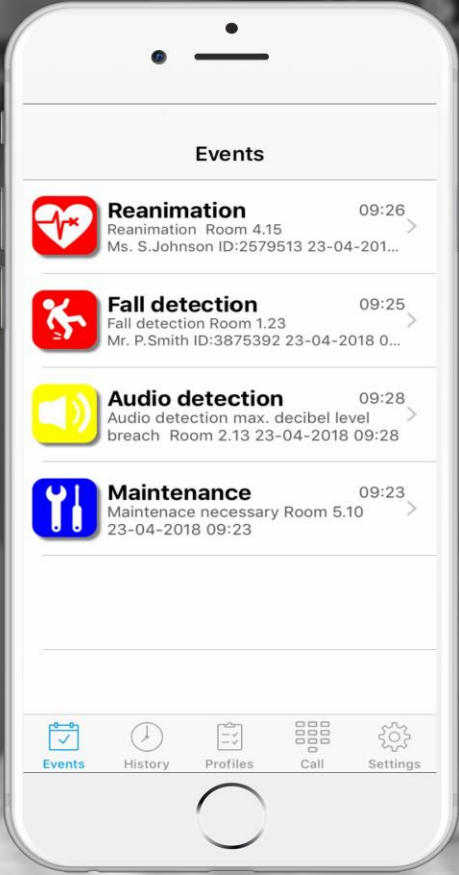 Events
Reanimation 09:26
Reanimation Room 4.15
Ms. S.Johnson ID:2579513 23-04-201...
Fall detection 09:25
Fall detection Room 1.23
Mr. P.Smith ID:3875392 23-04-2018 0...
Audio detection 09:28
Audio detection max. decibel level
breach Room 2.13 23-04-2018 09:28
Maintenance 09:23
Maintenace necessary Room 5.10
23-04-2018 09:23
Events History Profiles Call Settings